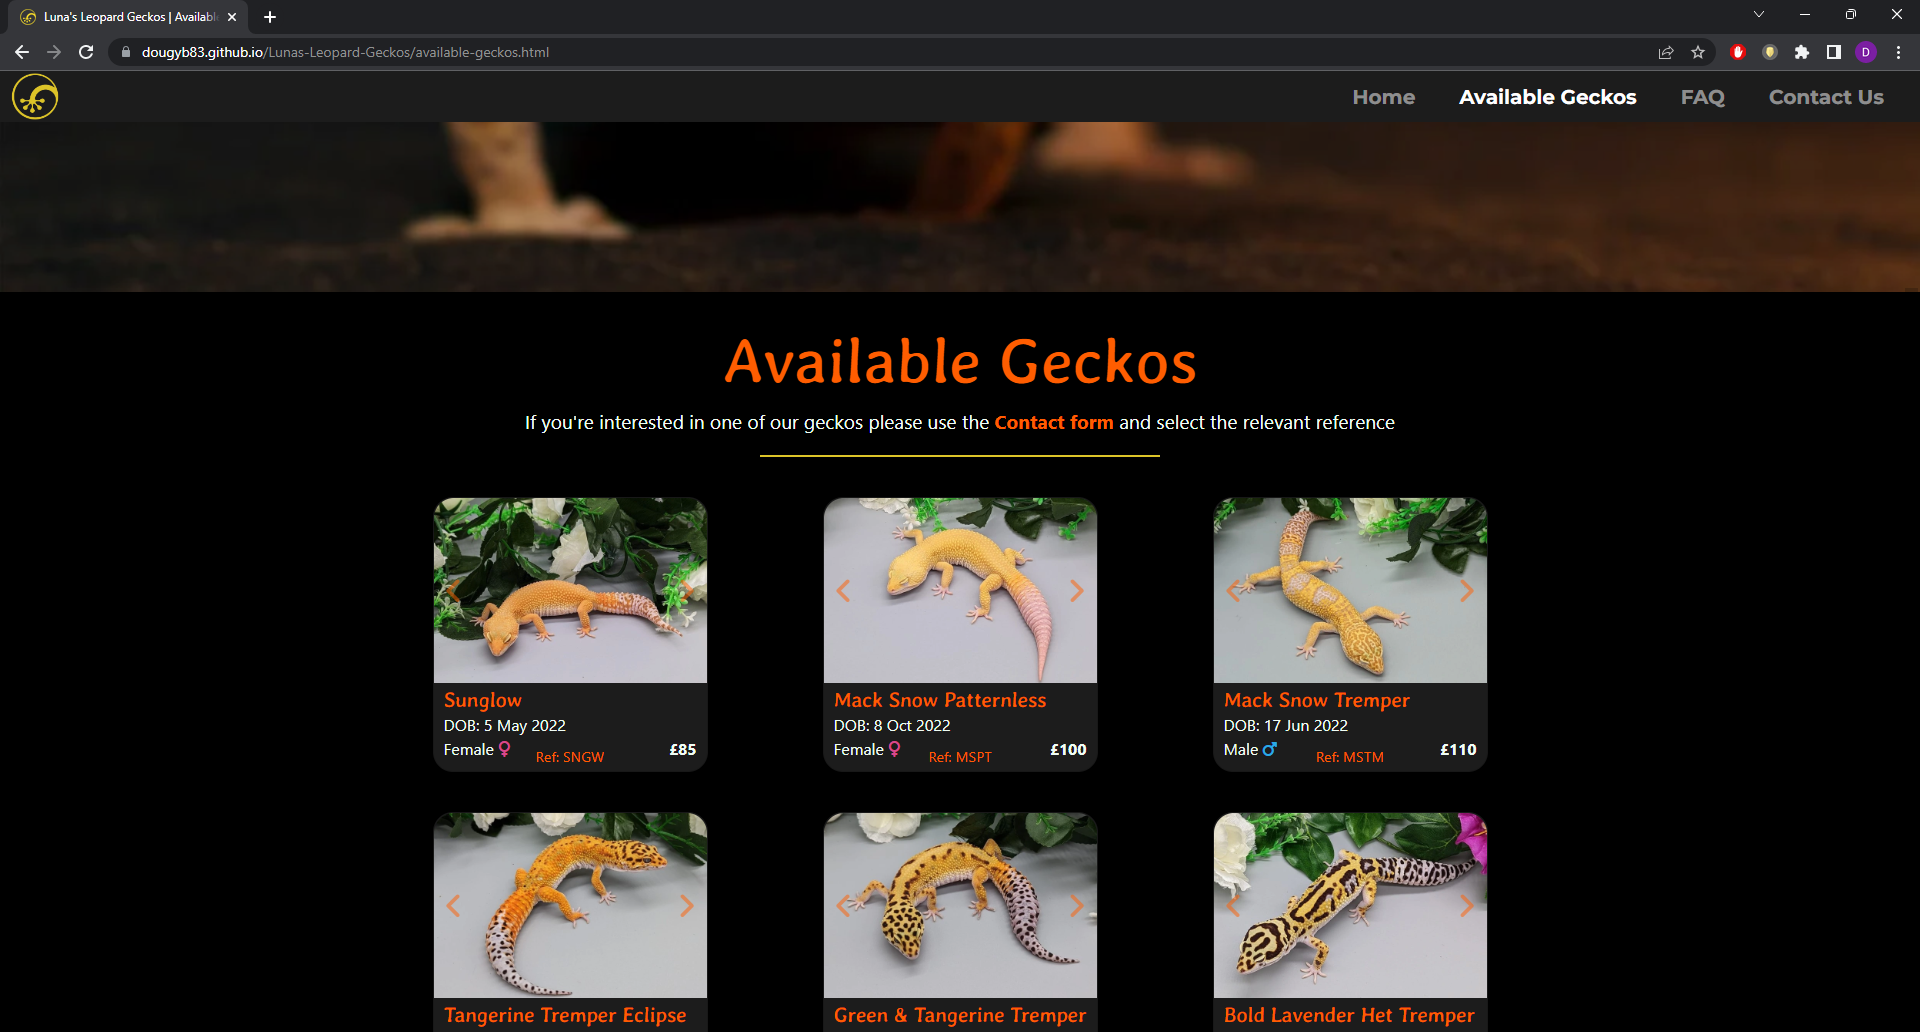 Luna's Leopard Geckos | Availabl
dougyb83.github.io/Lunas-Leopard-Geckos/available-geckos.html
D
Home Available Geckos FAQ Contact Us
Available Geckos
If you're interested in one of our geckos please use the Contact form and select the relevant reference
Sunglow
DOB: 5 May 2022
Female Ref: SNGW £85
Mack Snow Patternless
DOB: 8 Oct 2022
Female Ref: MSPT £100
Mack Snow Tremper
DOB: 17 Jun 2022
Male Ref: MSTM £110
Tangerine Tremper Eclipse
Green & Tangerine Tremper
Bold Lavender Het Tremper